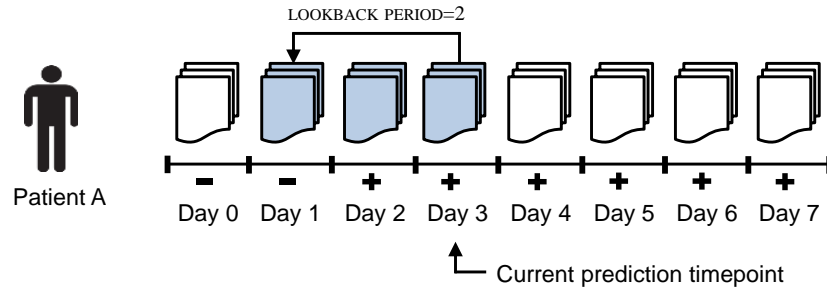 LOOKBACK PERIOD=2
Patient A
- - + + + + + +
Day 0 Day 1 Day 2 Day 3 Day 4 Day 5 Day 6 Day 7
Current prediction timepoint